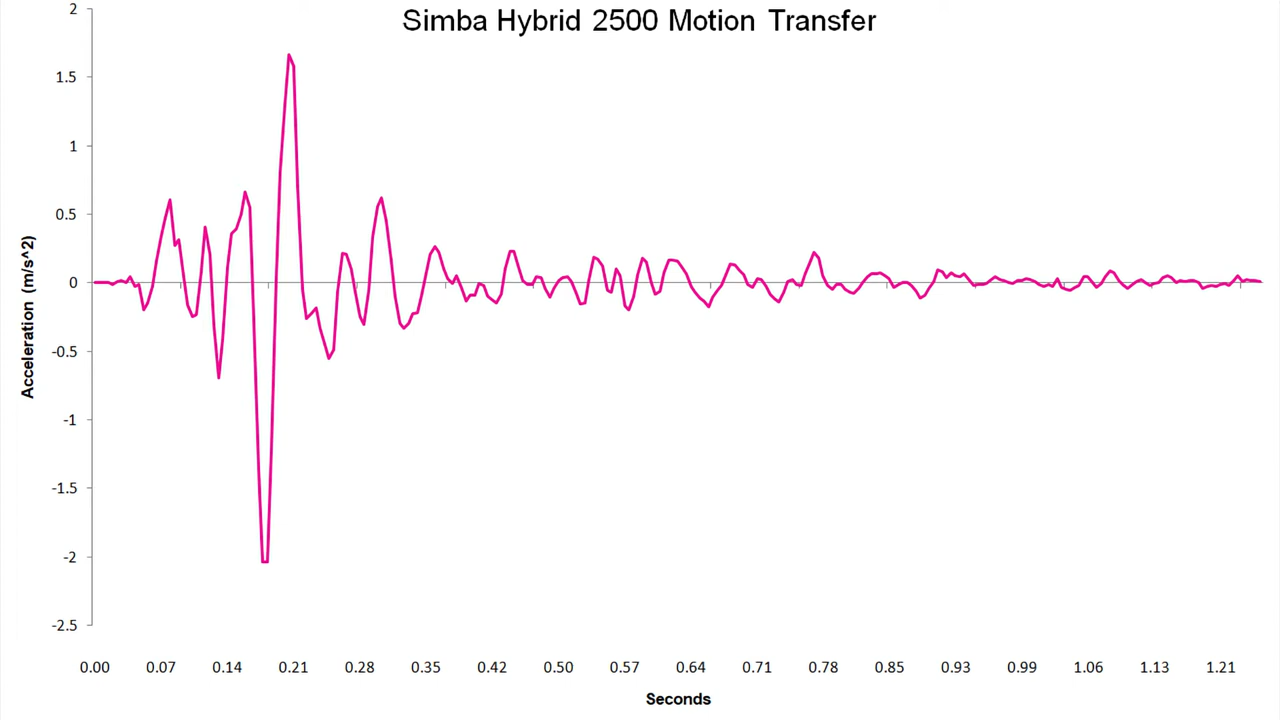 Simba Hybrid 2500 Motion Transfer
2
1.5
1
0.5
0
-0.5
-1
-1.5
-2
-2.5
Acceleration (m/s^2)
0.00 0.07 0.14 0.21 0.28 0.35 0.42 0.50 0.57 0.64 0.71 0.78 0.85 0.93 0.99 1.06 1.13 1.21
Seconds